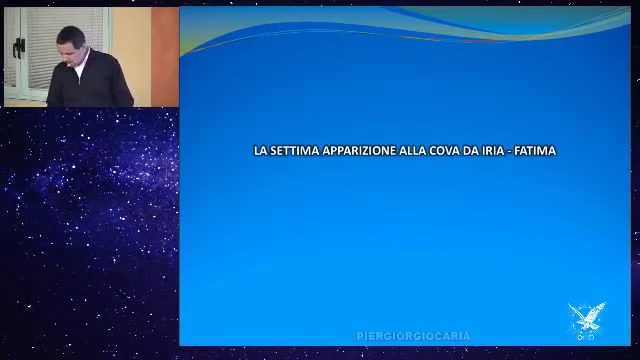 LA SETTIMA APPARIZIONE ALLA COVA DA IRIA - FATIMA
PIERGIORGIOCARIA